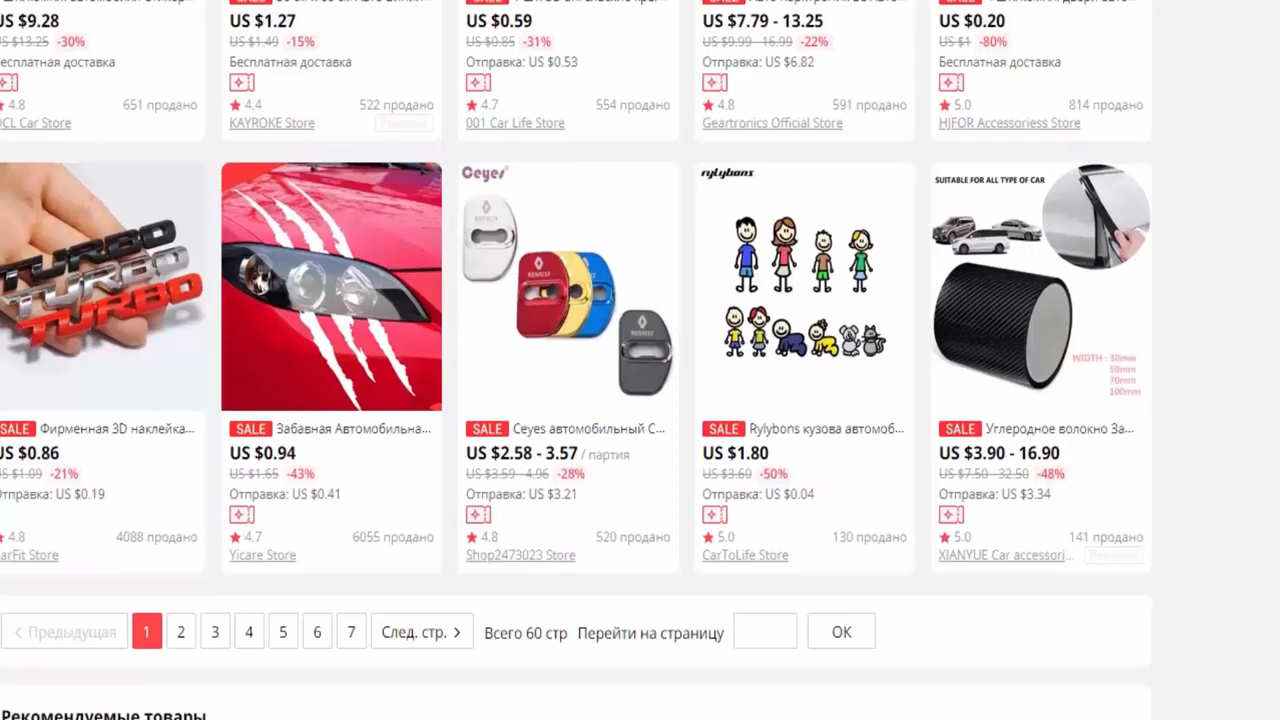 US $9.28
US $1.27
US $0.59
US $7.79 - 13.25
US $0.20
US $13.25 -30%
US $1.49 -15%
US $0.85 -31%
US $9.99 - 16.99 -22%
US $1 -80%
Бесплатная доставка
Бесплатная доставка
Отправка: US $0.53
Отправка: US $6.82
Бесплатная доставка
4.8 651 продано
4.4 522 продано
4.7 554 продано
4.8 591 продано
5.0 814 продано
OCL Car Store
KAYROKE Store
001 Car Life Store
Geartronics Official Store
HJFOR Accessoriess Store
TURBO
TURBO
TURBO
Ceyes
RENAULT
RENAULT
RENAULT
rylybons
SUITABLE FOR ALL TYPE OF CAR
WIDTH : 30mm
50mm
70mm
100mm
SALE Фирменная 3D наклейка...
SALE Забавная Автомобильна...
SALE Ceyes автомобильный С...
SALE Rylybons кузова автомоб...
SALE Углеродное волокно За...
US $0.86
US $0.94
US $2.58 - 3.57 / партия
US $1.80
US $3.90 - 16.90
US $1.09 -21%
US $1.65 -43%
US $3.59 - 4.96 -28%
US $3.60 -50%
US $7.50 - 32.50 -48%
Отправка: US $0.19
Отправка: US $0.41
Отправка: US $3.21
Отправка: US $0.04
Отправка: US $3.34
4.8 4088 продано
4.7 6055 продано
4.8 520 продано
5.0 130 продано
5.0 141 продано
arFit Store
Yicare Store
Shop2473023 Store
CarToLife Store
XIANYUE Car accessori...
Предыдущая 1 2 3 4 5 6 7 След. стр. Всего 60 стр Перейти на страницу ОК
Рекомендуемые товары